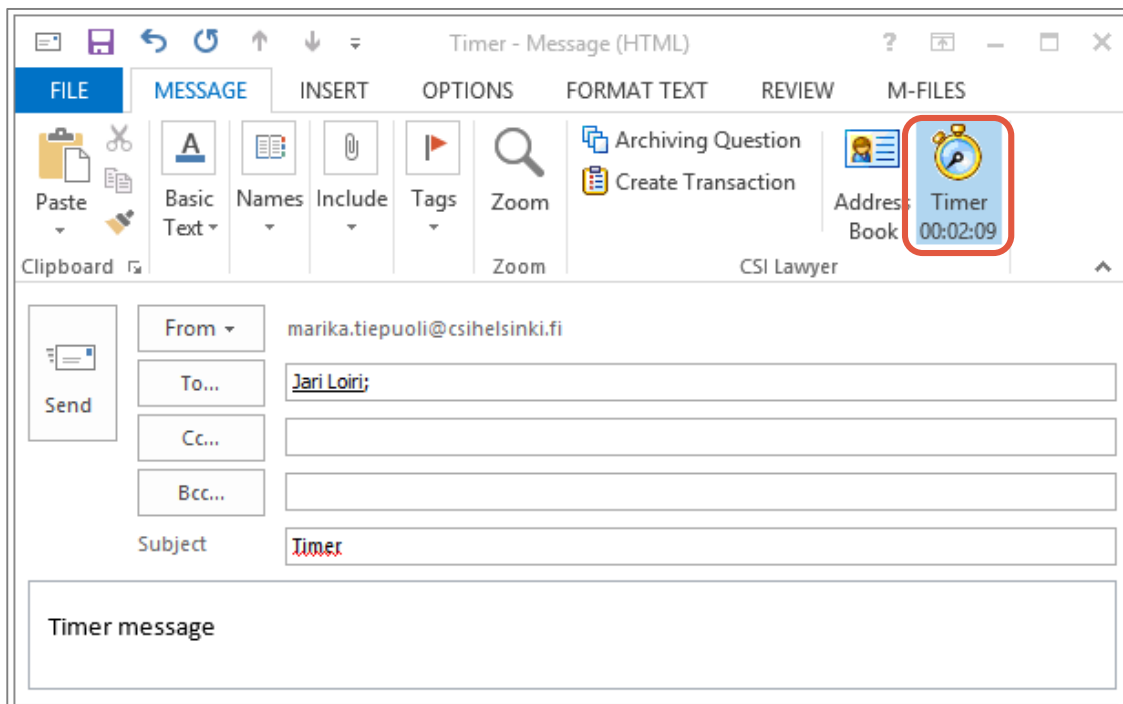 Timer - Message (HTML)
?
FILE MESSAGE INSERT OPTIONS FORMAT TEXT REVIEW M-FILES
Paste
Basic
Text
Names
Include
Tags
Zoom
Archiving Question
Create Transaction
Address
Book
Timer
00:02:09
Clipboard
Zoom
CSI Lawyer
Send
From
marika.tiepuoli@csihelsinki.fi
To...
Jari Loiri;
Cc...
Bcc...
Subject
Timer
Timer message